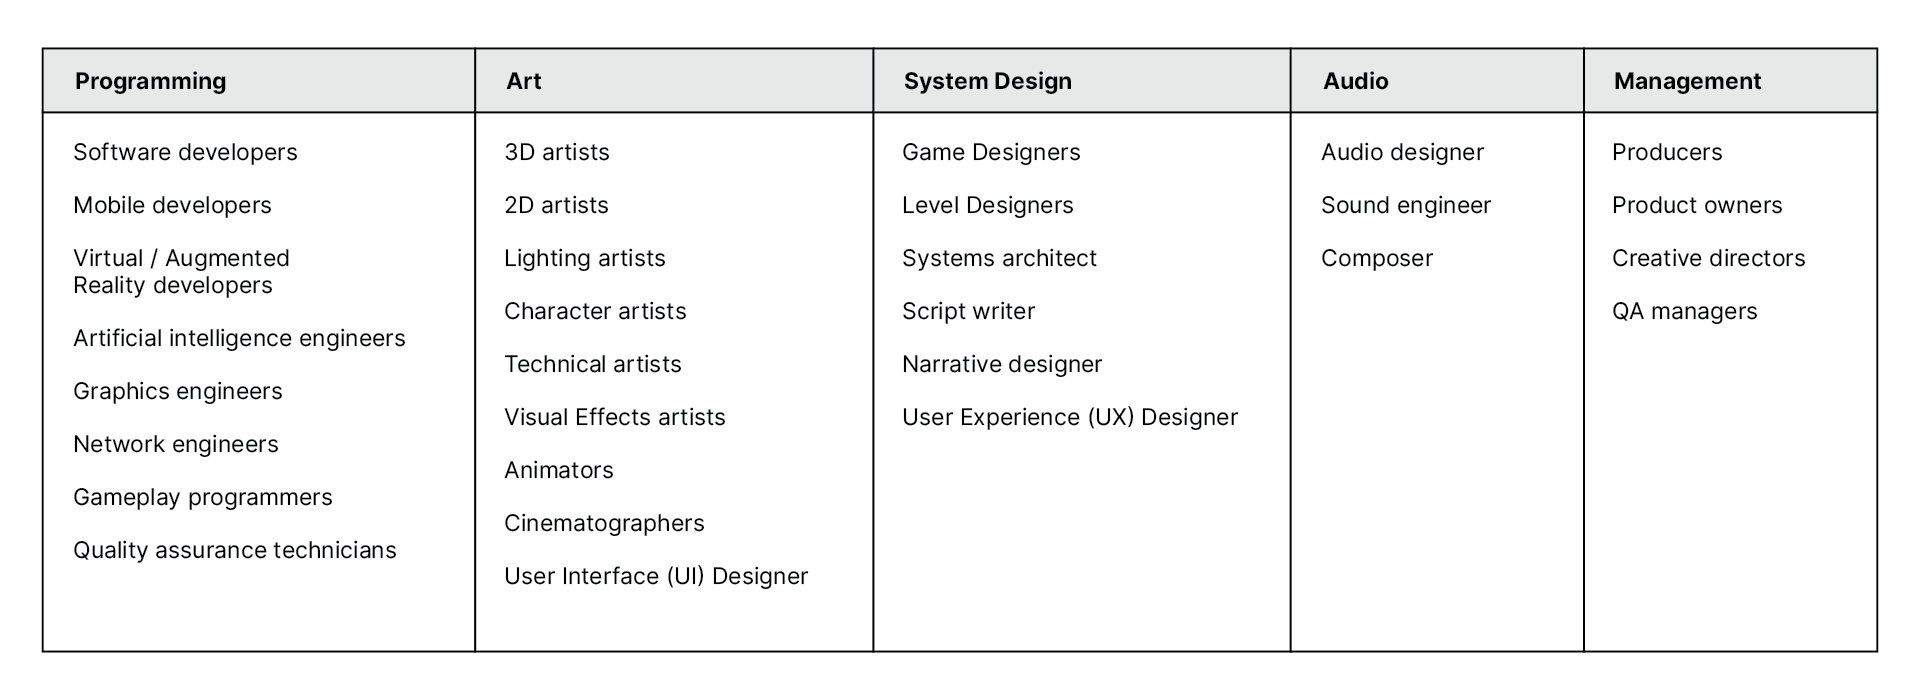 Programming
Art
System Design
Audio
Management
Software developers
Mobile developers
Virtual / Augmented
Reality developers
Artificial intelligence engineers
Graphics engineers
Network engineers
Gameplay programmers
Quality assurance technicians
3D artists
2D artists
Lighting artists
Character artists
Technical artists
Visual Effects artists
Animators
Cinematographers
User Interface (UI) Designer
Game Designers
Level Designers
Systems architect
Script writer
Narrative designer
User Experience (UX) Designer
Audio designer
Sound engineer
Composer
Producers
Product owners
Creative directors
QA managers